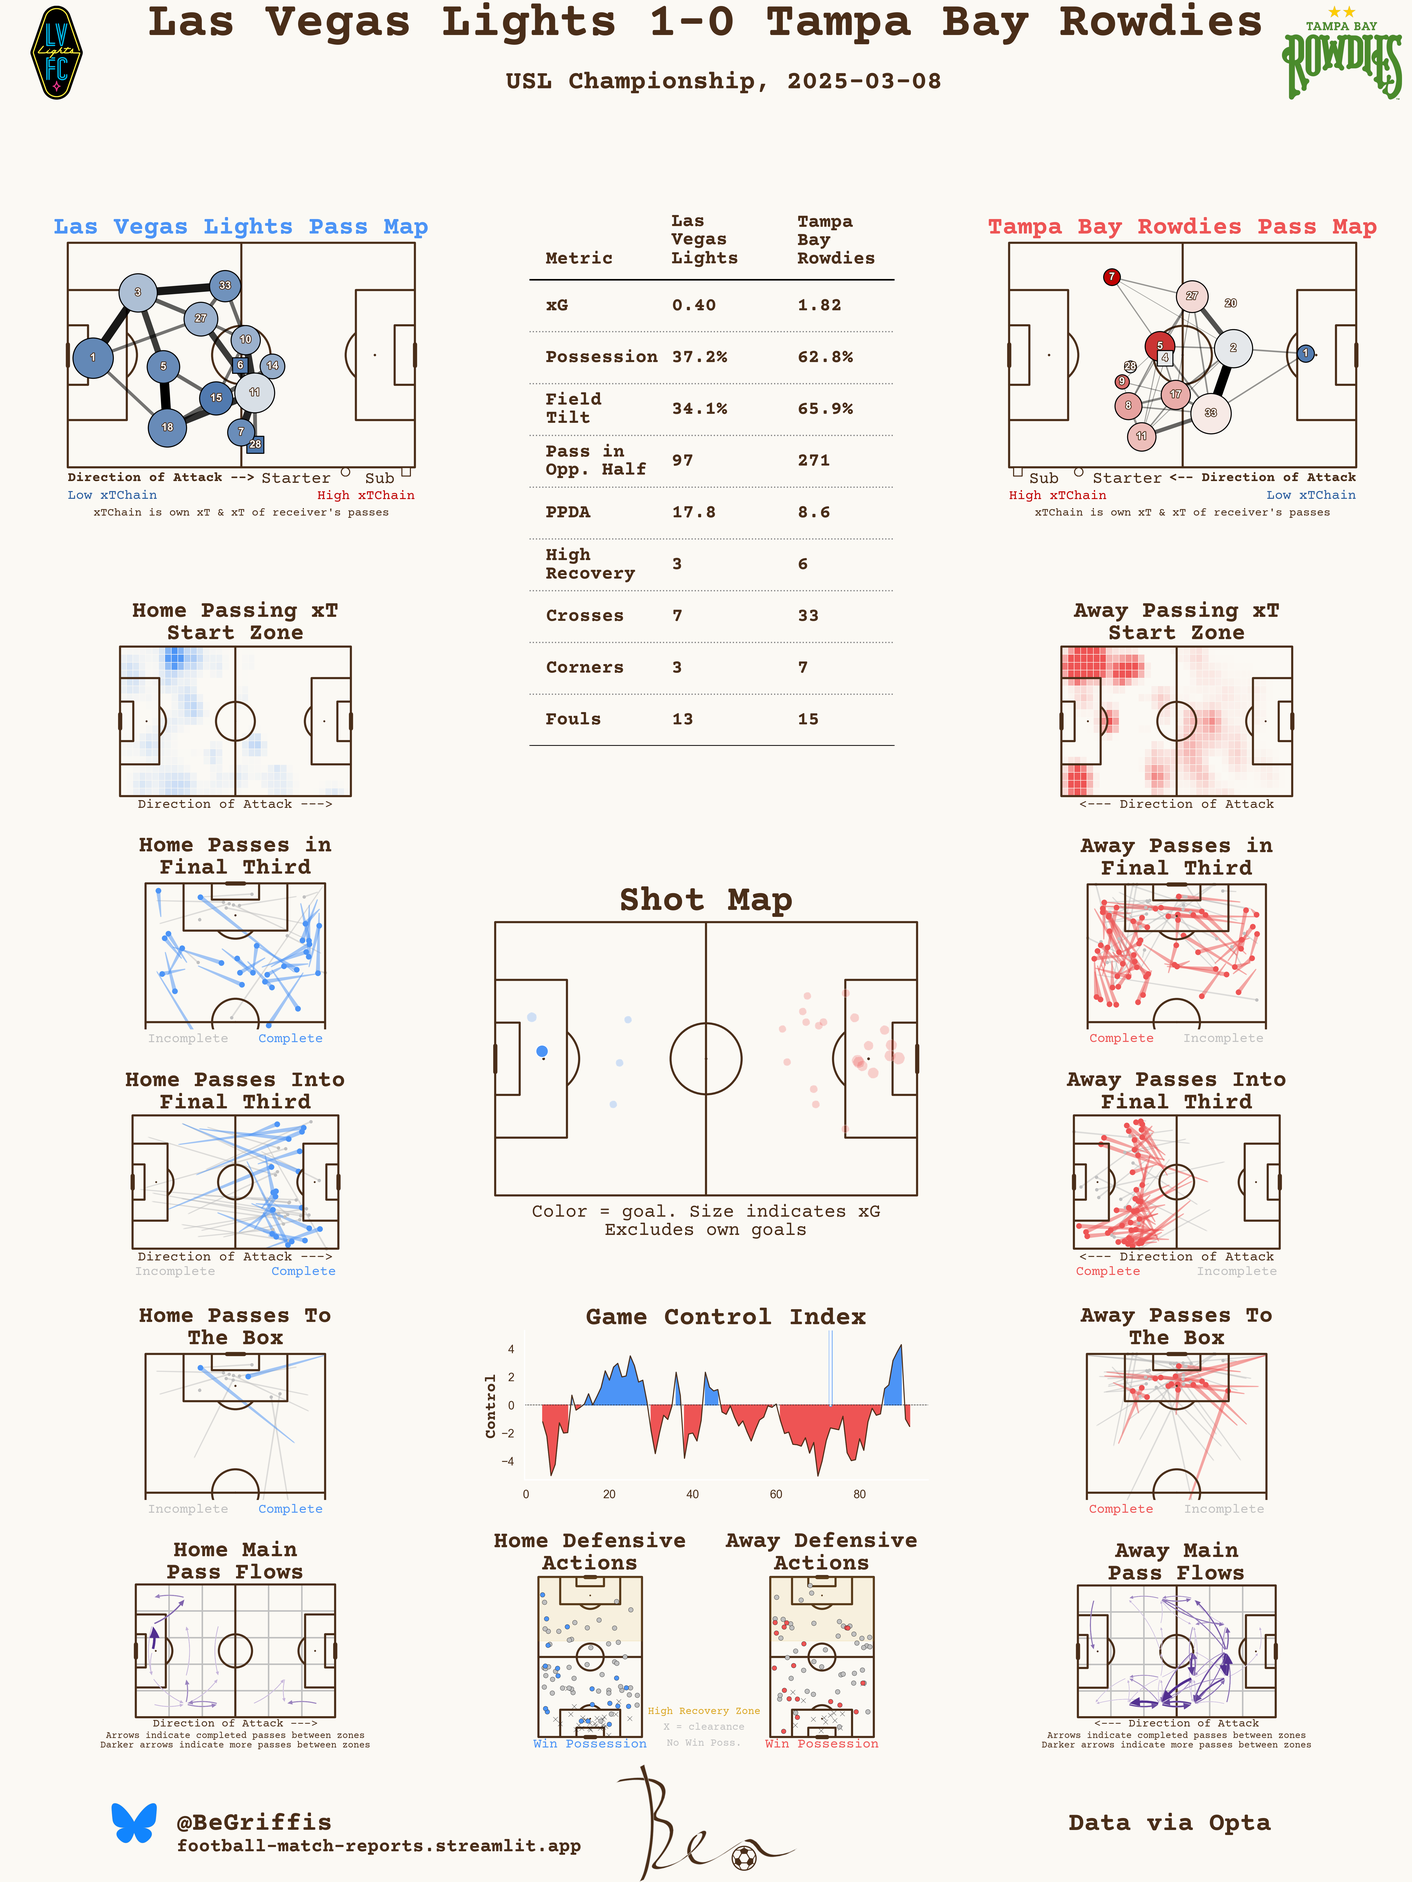 Las Vegas Lights 1-0 Tampa Bay Rowdies
USL Championship, 2025-03-08
LV
Lights
FC
TAMPA BAY
ROWDIES
Las Vegas Lights Pass Map
3
33
27
10
1
5
6
14
11
15
18
7
28
Direction of Attack --> Starter Sub
Low xTChain High xTChain
xTChain is own xT & xT of receiver's passes
Metric Las Vegas Lights Tampa Bay Rowdies
xG 0.40 1.82
Possession 37.2% 62.8%
Field Tilt 34.1% 65.9%
Pass in Opp. Half 97 271
PPDA 17.8 8.6
High Recovery 3 6
Crosses 7 33
Corners 3 7
Fouls 13 15
Tampa Bay Rowdies Pass Map
7
27
20
5
4
2
1
28
9
17
8
33
11
Sub Starter <-- Direction of Attack
High xTChain Low xTChain
xTChain is own xT & xT of receiver's passes
Home Passing xT
Start Zone
Direction of Attack --->
Away Passing xT
Start Zone
<--- Direction of Attack
Home Passes in
Final Third
Incomplete Complete
Away Passes in
Final Third
Complete Incomplete
Shot Map
Color = goal. Size indicates xG
Excludes own goals
Home Passes Into
Final Third
Direction of Attack --->
Incomplete Complete
Away Passes Into
Final Third
<--- Direction of Attack
Complete Incomplete
Home Passes To
The Box
Incomplete Complete
Game Control Index
Control
4
2
0
−2
−4
0 20 40 60 80
Away Passes To
The Box
Complete Incomplete
Home Main
Pass Flows
Direction of Attack --->
Arrows indicate completed passes between zones
Darker arrows indicate more passes between zones
Home Defensive
Actions
Win Possession
Away Defensive
Actions
Win Possession
High Recovery Zone
X = clearance
No Win Poss.
Away Main
Pass Flows
<--- Direction of Attack
Arrows indicate completed passes between zones
Darker arrows indicate more passes between zones
@BeGriffis
football-match-reports.streamlit.app
Ben
Data via Opta